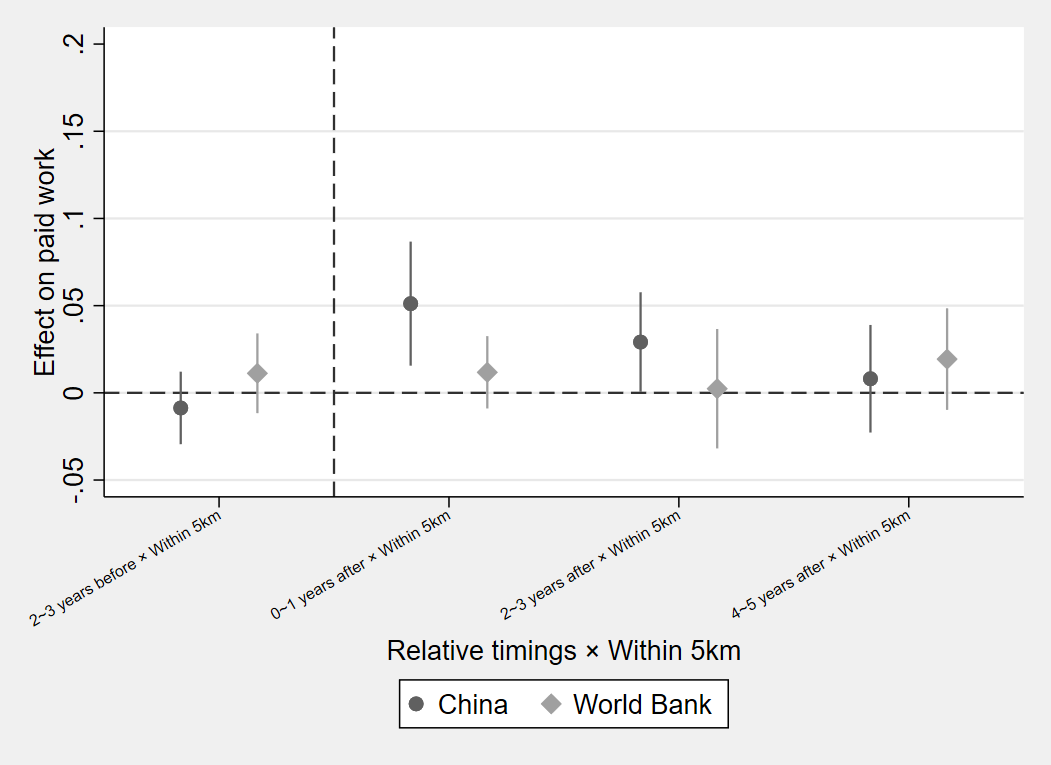 Effect on paid work
.2
.15
.1
.05
0
-.05
2~3 years before × Within 5km
0~1 years after × Within 5km
2~3 years after × Within 5km
4~5 years after × Within 5km
Relative timings × Within 5km
China
World Bank